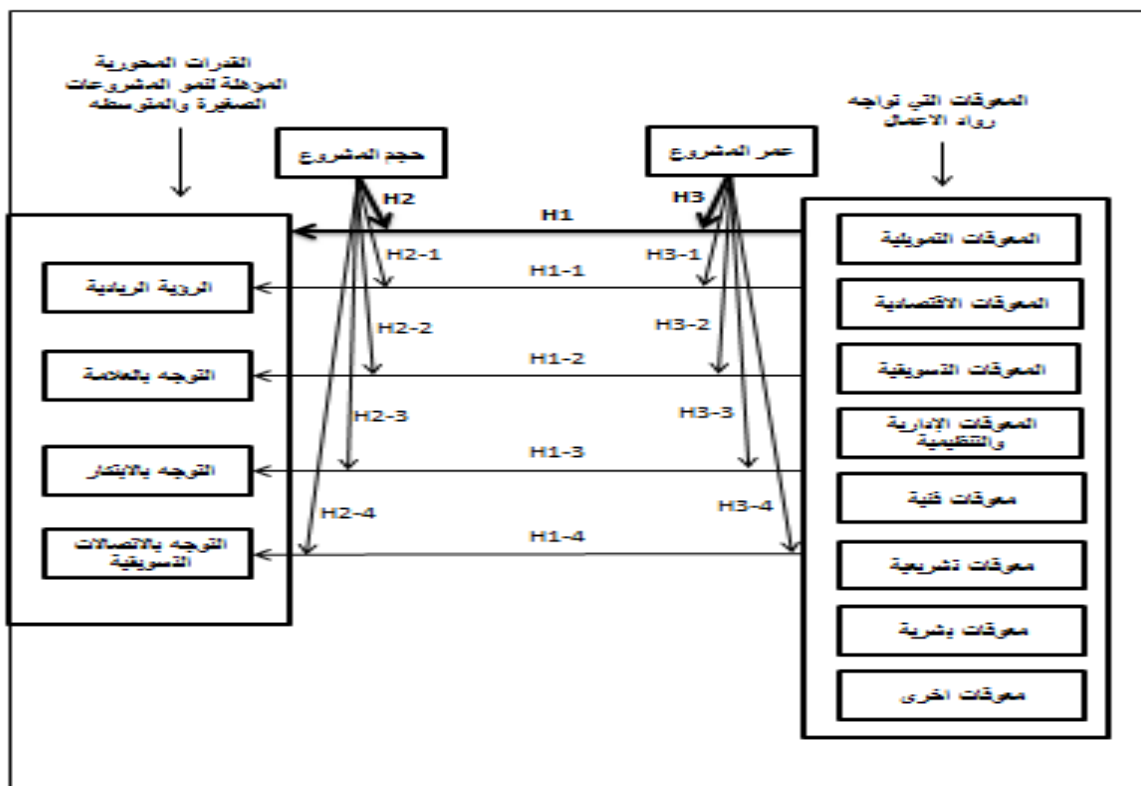 القدرات المحورية
المؤهلة لنمو المشروعات
الصغيرة والمتوسطه
المعوقات التي تواجه
رواد الاعمال
عمر المشروع
حجم المشروع
H3
H2
H1
المعوقات التمويلية
H3-1
H2-1
H1-1
الرؤية الريادية
المعوقات الاقتصادية
H3-2
H2-2
H1-2
التوجه بالعلامة
المعوقات التسويقية
H3-3
H2-3
المعوقات الإدارية
والتنظيمية
H1-3
التوجه بالابتكار
معوقات فنية
H3-4
H2-4
H1-4
التوجه بالاتصالات
التسويقية
معوقات تشريعية
معوقات بشرية
معوقات اخرى